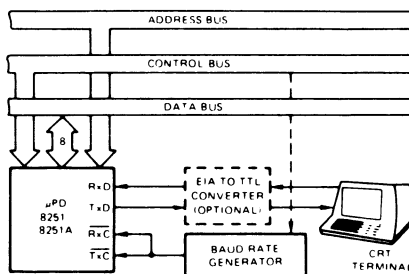 ADDRESS BUS
CONTROL BUS
DATA BUS
8
μPD
8251
8251A
RxD
TxD
RxC
TxC
EIA TO TTL
CONVERTER
(OPTIONAL)
BAUD RATE
GENERATOR
CRT
TERMINAL